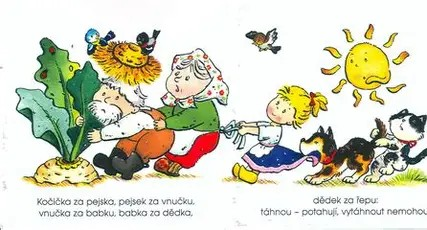 Kočička za pejska, pejsek za vnučku,
vnučka za babku, babka za dědka,
dědek za řepu:
táhnou – potahují, vytáhnout nemohou.